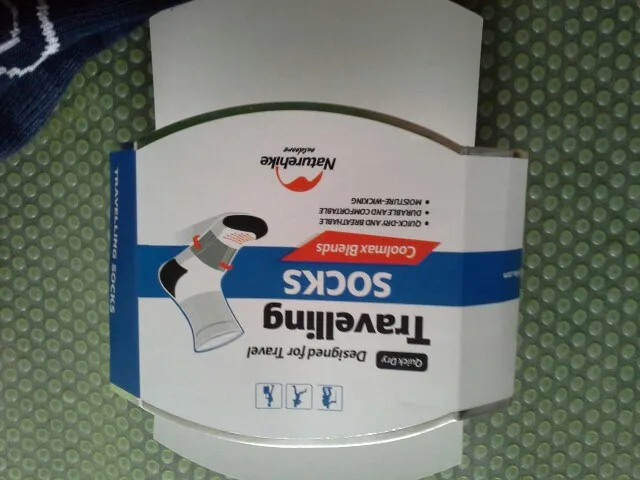 Quick Dry Designed for Travel
Travelling
SOCKS
Coolmax Blends
• QUICK-DRY AND BREATHABLE
• DURABLE AND COMFORTABLE
• MOISTURE-WICKING
Naturehike
TRAVELLING SOCKS
.com